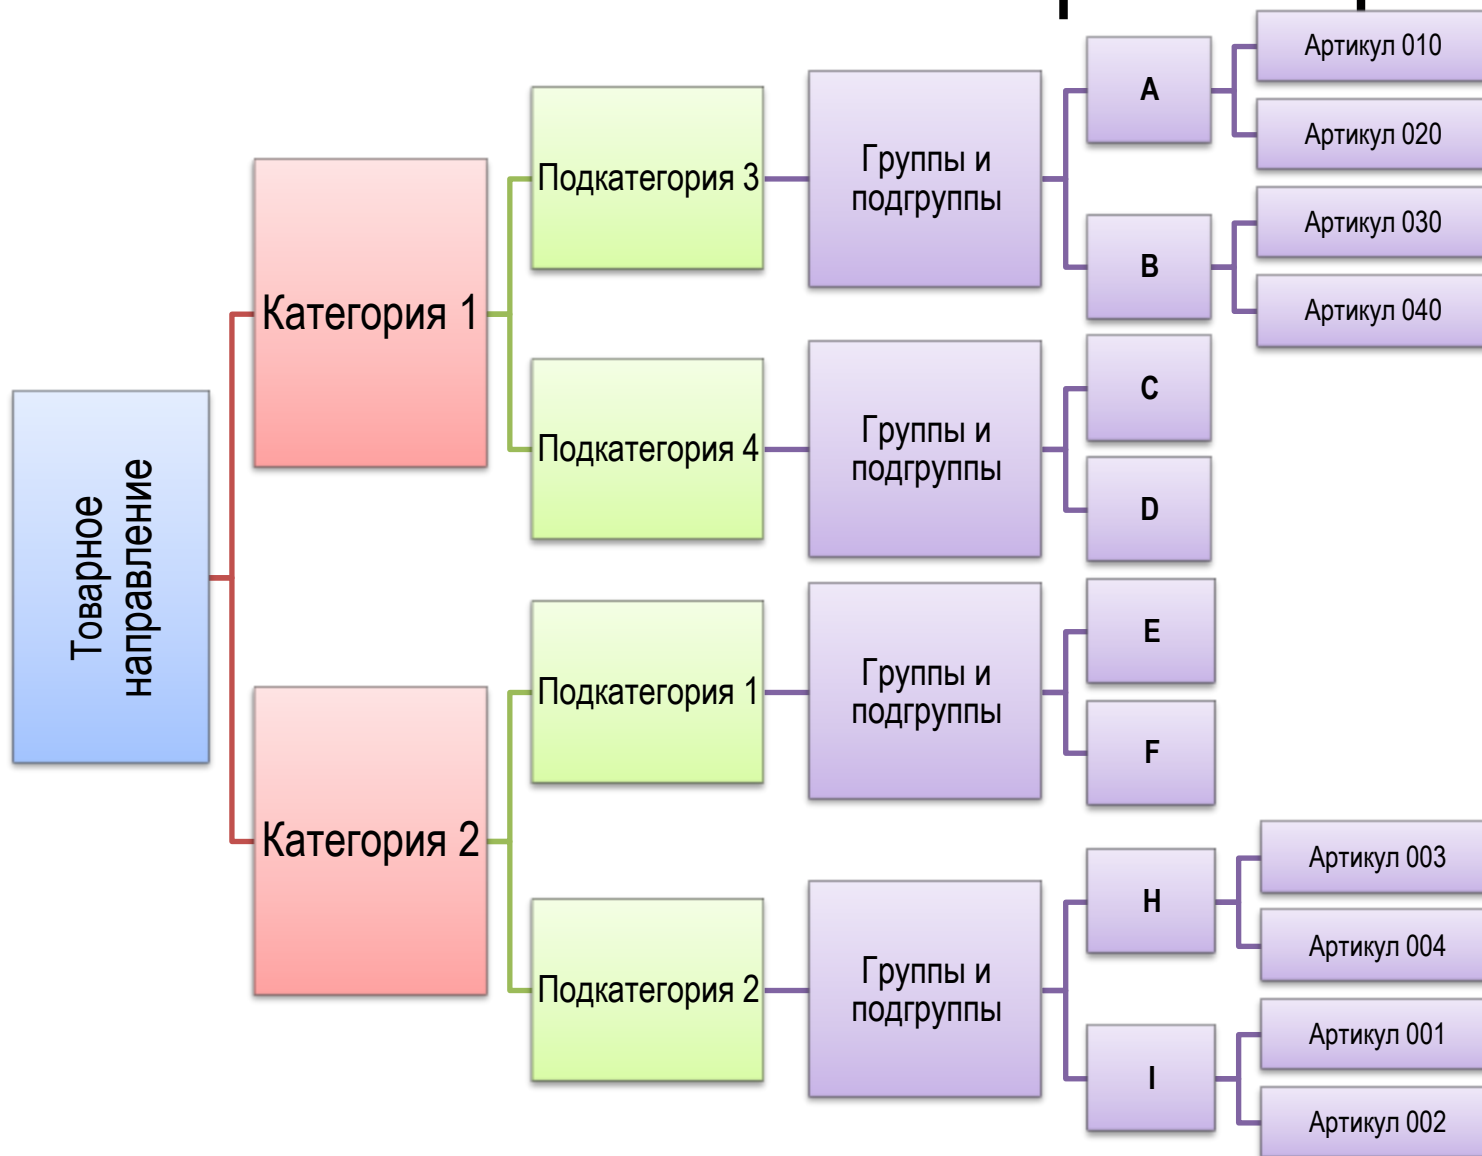 Товарное
направление
Категория 1
Подкатегория 3
Группы и
подгруппы
A
Артикул 010
Артикул 020
B
Артикул 030
Артикул 040
Подкатегория 4
Группы и
подгруппы
C
D
Категория 2
Подкатегория 1
Группы и
подгруппы
E
F
Подкатегория 2
Группы и
подгруппы
H
Артикул 003
Артикул 004
I
Артикул 001
Артикул 002